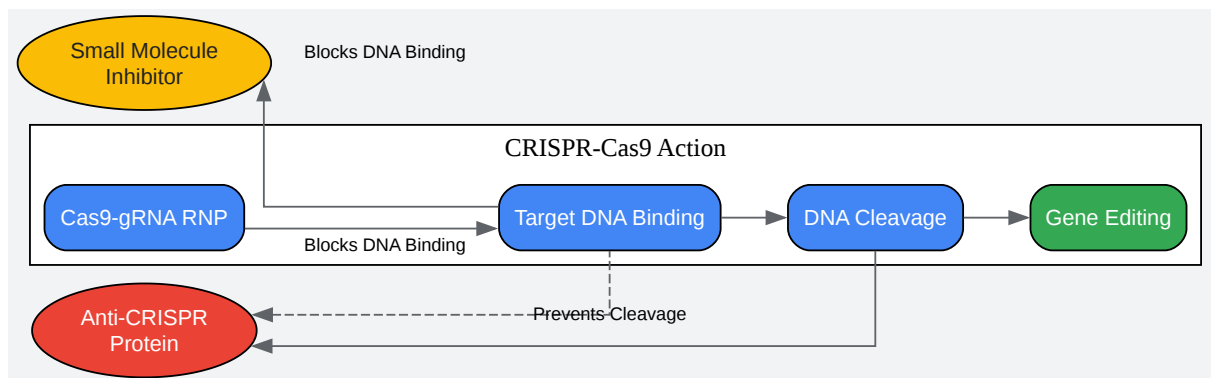 Small Molecule
Inhibitor
Blocks DNA Binding
CRISPR-Cas9 Action
Cas9-gRNA RNP
Target DNA Binding
DNA Cleavage
Gene Editing
Blocks DNA Binding
Anti-CRISPR
Protein
Prevents Cleavage